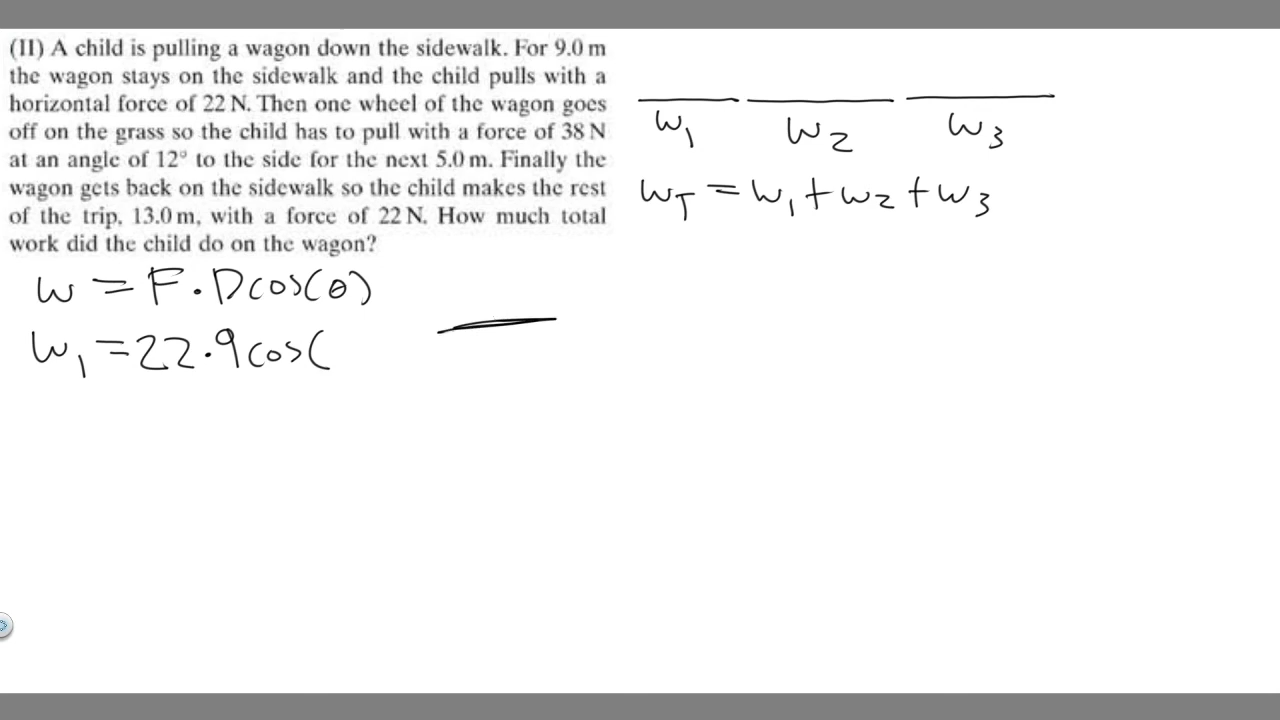 (II) A child is pulling a wagon down the sidewalk. For 9.0 m
the wagon stays on the sidewalk and the child pulls with a
horizontal force of 22 N. Then one wheel of the wagon goes
off on the grass so the child has to pull with a force of 38 N
at an angle of 12° to the side for the next 5.0 m. Finally the
wagon gets back on the sidewalk so the child makes the rest
of the trip, 13.0 m, with a force of 22 N. How much total
work did the child do on the wagon?
W = F · D cos(θ)
W₁ = 22 · 9 cos(
W₁ W₂ W₃
W_T = W₁ + W₂ + W₃